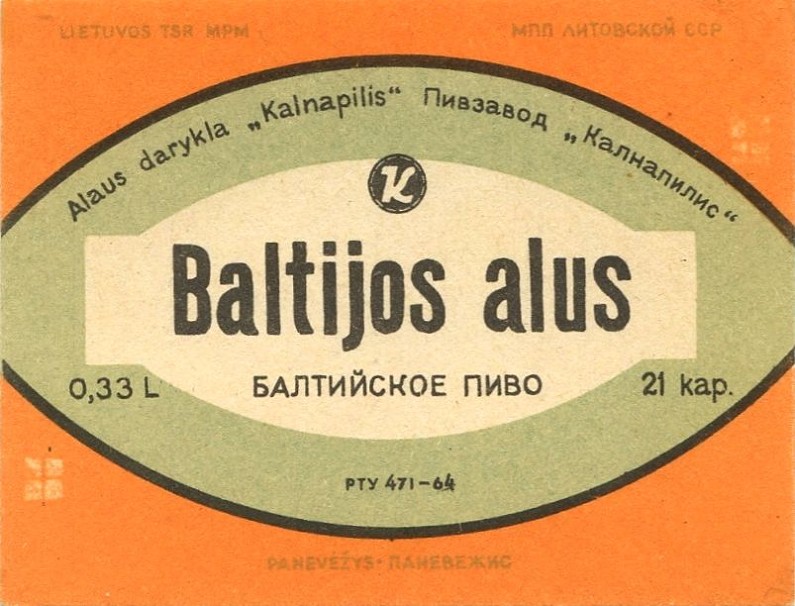 LIETUVOS TSR MPM
МПП ЛИТОВСКОЙ ССР
Alaus darykla „Kalnapilis“ Пивзавод „Калнапилис“
K
Baltijos alus
0,33 L
БАЛТИЙСКОЕ ПИВО
21 kap.
РТУ 471-64
PANEVĖŽYS·ПАНЕВЕЖИС